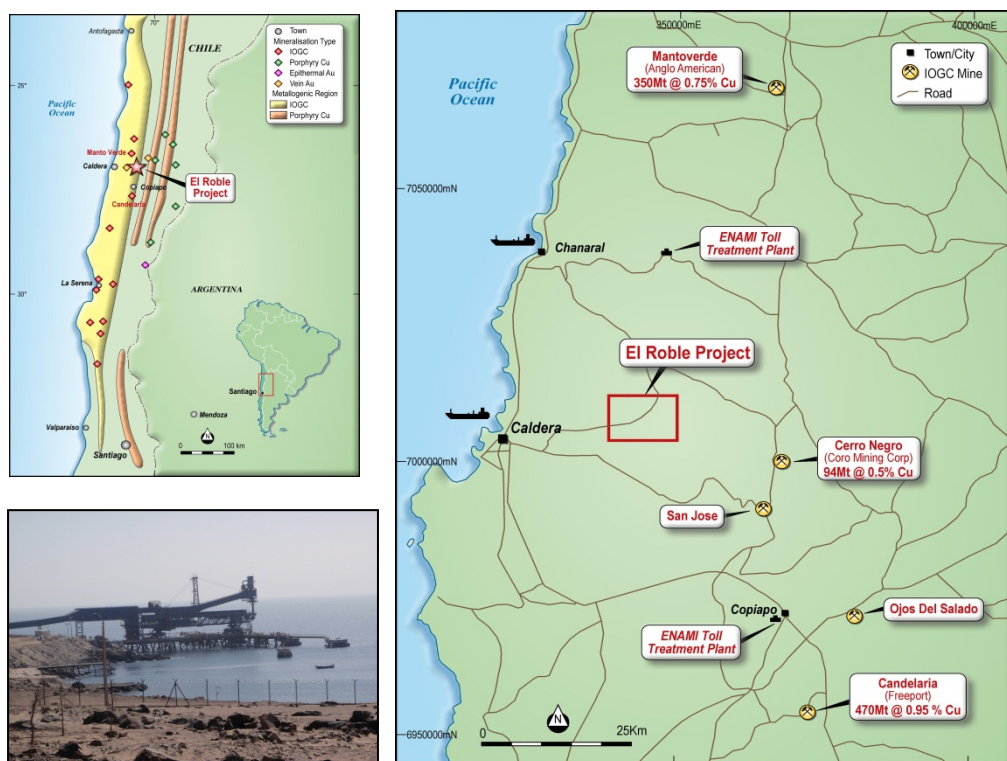 70°
Antofagasta
CHILE
Town
Mineralisation Type
IOGC
Porphyry Cu
Epithermal Au
Vein Au
Metallogenic Region
IOGC
Porphyry Cu
25°
Pacific
Ocean
Manto Verde
Caldera
El Roble
Project
Copiapo
Candelaria
La Serena
ARGENTINA
30°
Santiago
Mendoza
Valparaiso
Santiago
N
0 100 km
350000mE
400000mE
Mantoverde
(Anglo American)
350Mt @ 0.75% Cu
Town/City
IOGC Mine
Road
Pacific
Ocean
7050000mN
ENAMI Toll
Treatment Plant
Chanaral
El Roble Project
Caldera
Cerro Negro
(Coro Mining Corp)
94Mt @ 0.5% Cu
7000000mN
San Jose
Copiapo
Ojos Del Salado
ENAMI Toll
Treatment Plant
Candelaria
(Freeport)
470Mt @ 0.95 % Cu
N
0 25Km
6950000mN